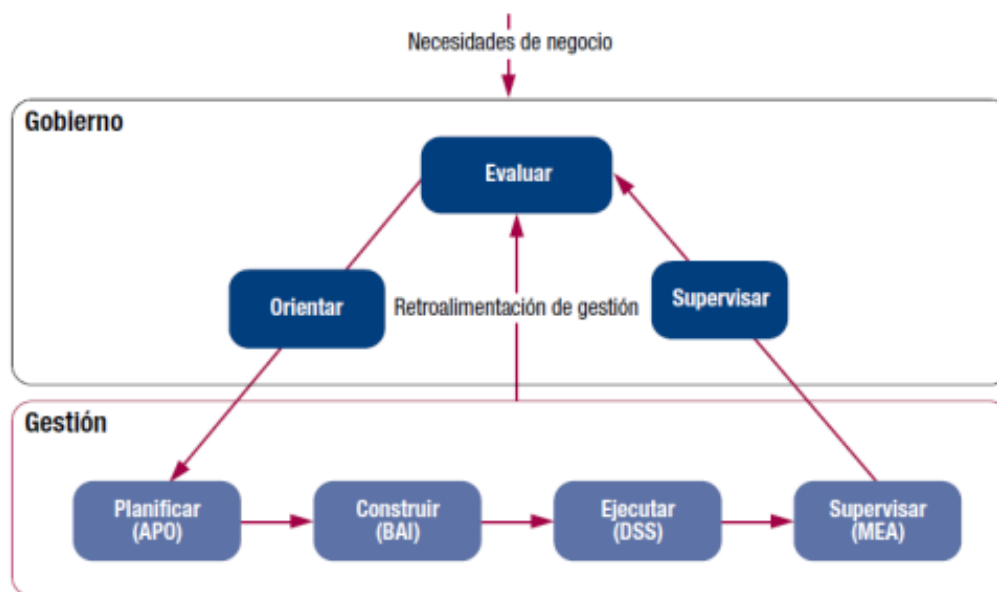 Necesidades de negocio
Gobierno
Evaluar
Orientar
Retroalimentación de gestión
Supervisar
Gestión
Planificar
(APO)
Construir
(BAI)
Ejecutar
(DSS)
Supervisar
(MEA)